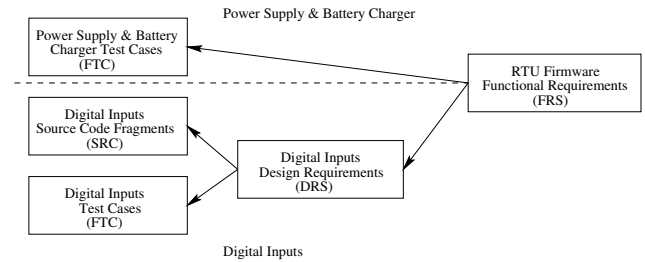 Power Supply & Battery Charger
Power Supply & Battery
Charger Test Cases
(FTC)
RTU Firmware
Functional Requirements
(FRS)
Digital Inputs
Source Code Fragments
(SRC)
Digital Inputs
Design Requirements
(DRS)
Digital Inputs
Test Cases
(FTC)
Digital Inputs